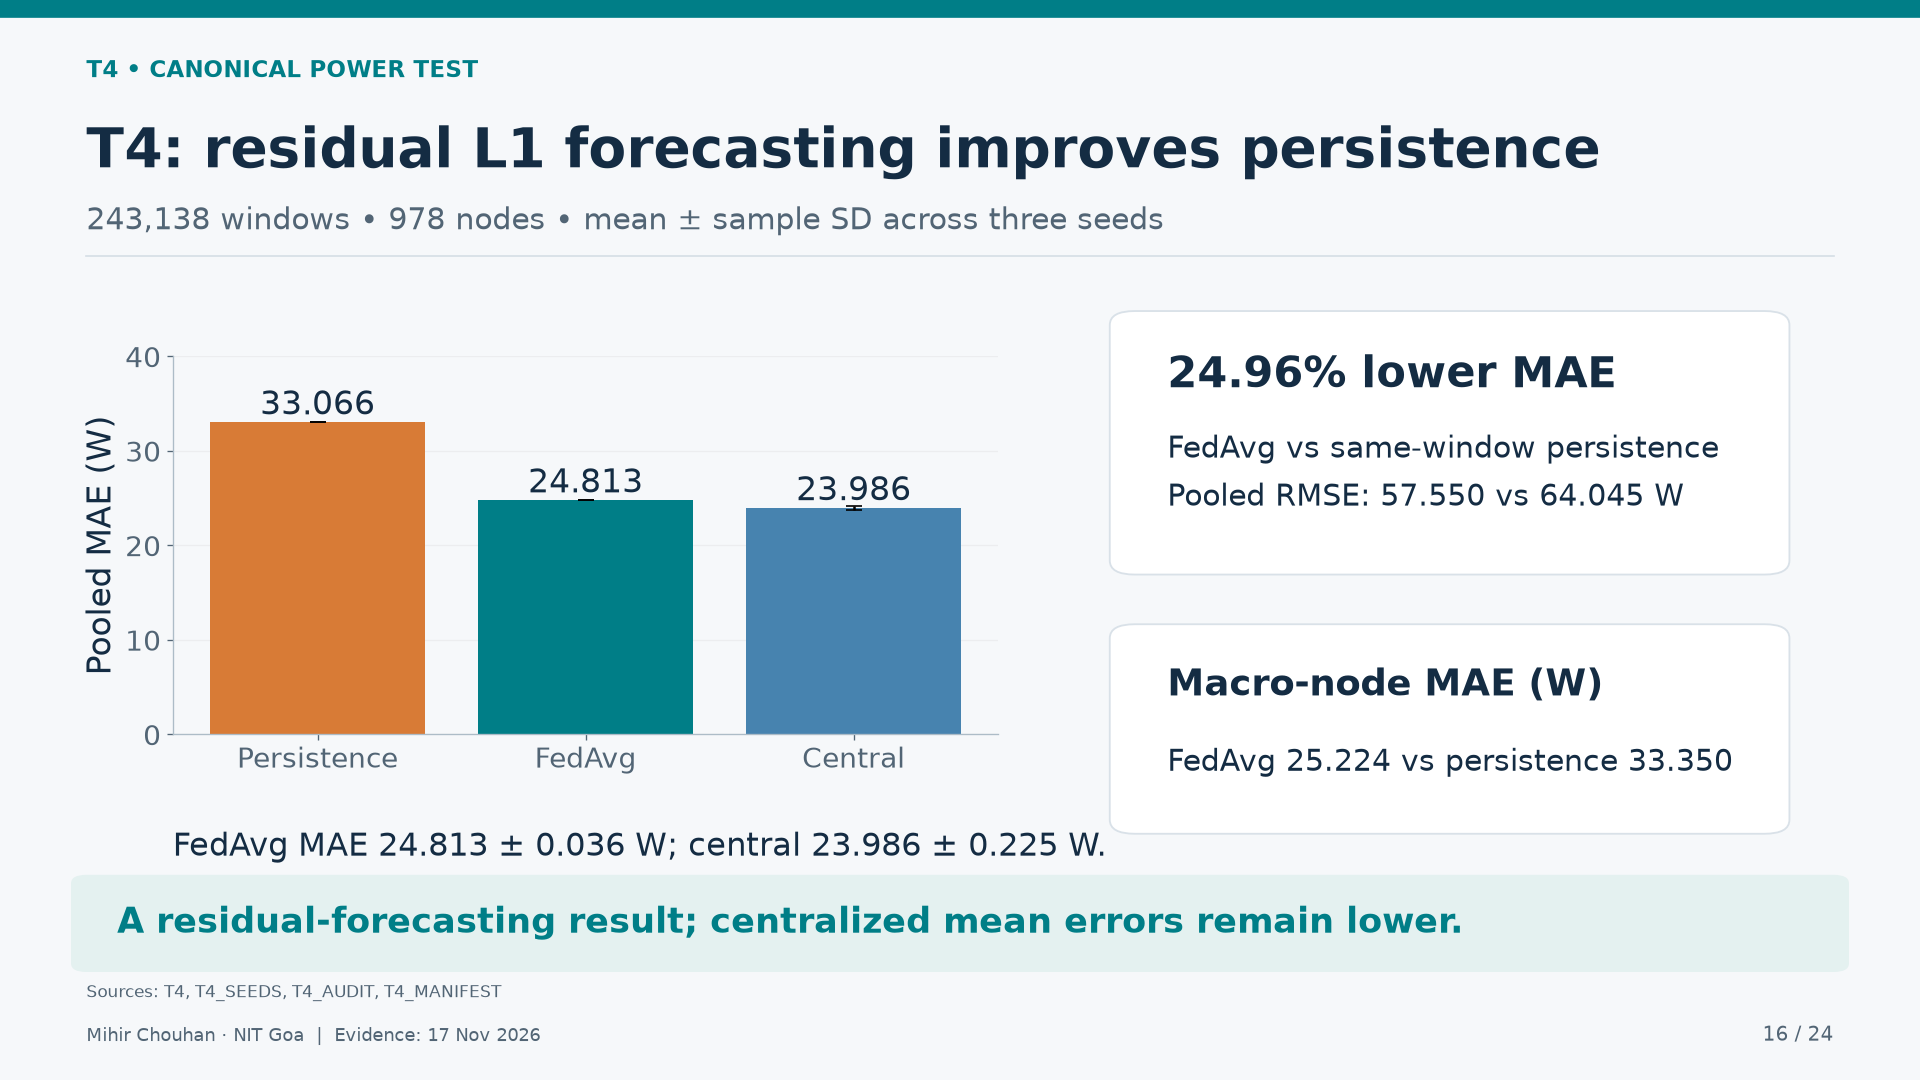 T4 • CANONICAL POWER TEST
T4: residual L1 forecasting improves persistence
243,138 windows • 978 nodes • mean ± sample SD across three seeds
Pooled MAE (W)
40
30
20
10
0
33.066
24.813
23.986
Persistence
FedAvg
Central
FedAvg MAE 24.813 ± 0.036 W; central 23.986 ± 0.225 W.
24.96% lower MAE
FedAvg vs same-window persistence
Pooled RMSE: 57.550 vs 64.045 W
Macro-node MAE (W)
FedAvg 25.224 vs persistence 33.350
A residual-forecasting result; centralized mean errors remain lower.
Sources: T4, T4_SEEDS, T4_AUDIT, T4_MANIFEST
Mihir Chouhan · NIT Goa | Evidence: 17 Nov 2026
16 / 24